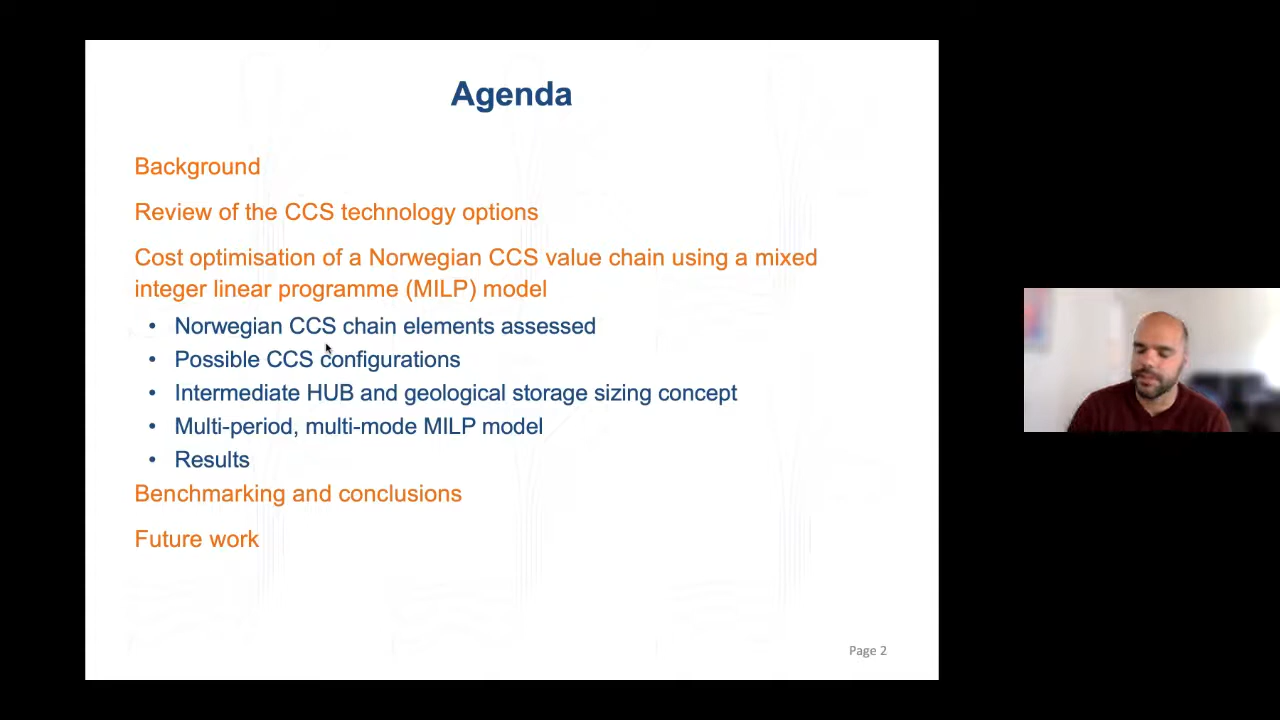 Agenda
Background
Review of the CCS technology options
Cost optimisation of a Norwegian CCS value chain using a mixed
integer linear programme (MILP) model
• Norwegian CCS chain elements assessed
• Possible CCS configurations
• Intermediate HUB and geological storage sizing concept
• Multi-period, multi-mode MILP model
• Results
Benchmarking and conclusions
Future work
Page 2